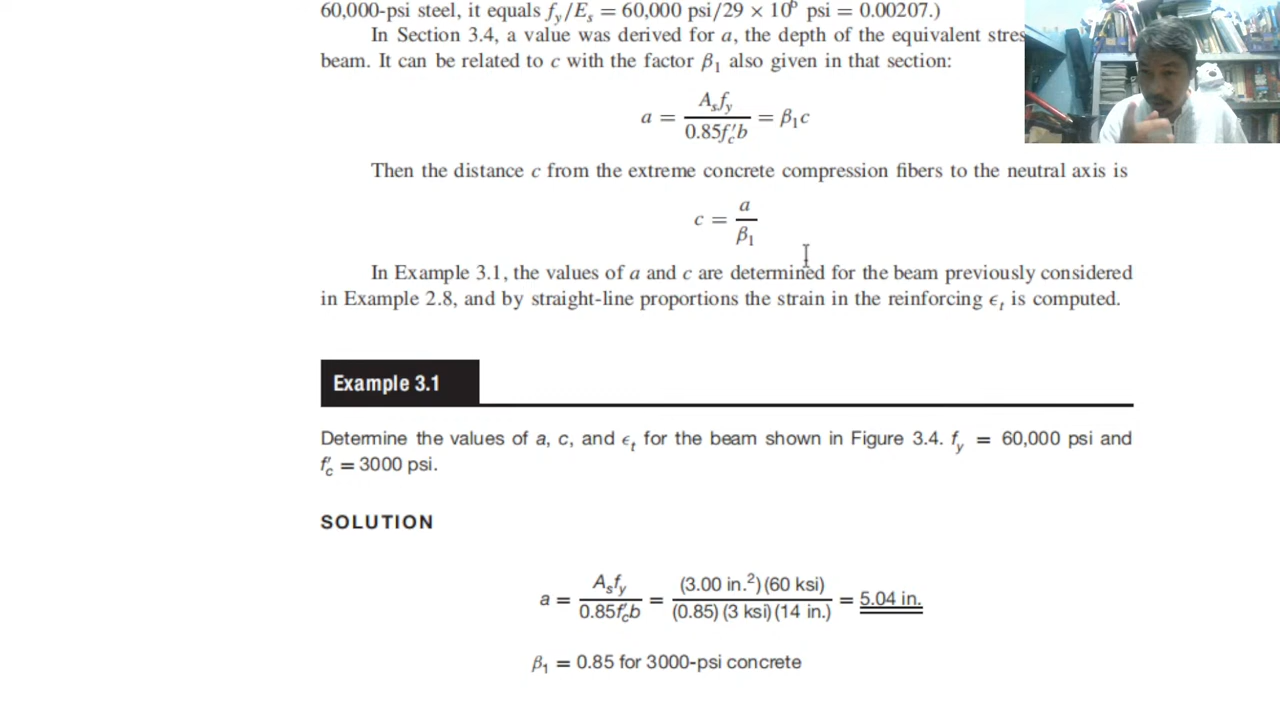 60,000-psi steel, it equals fy/Es = 60,000 psi/29 × 10⁶ psi = 0.00207.)
In Section 3.4, a value was derived for a, the depth of the equivalent
beam. It can be related to c with the factor β₁ also given in that section:
a = Asfy / 0.85f′cb = β₁c
Then the distance c from the extreme concrete compression fibers to the neutral axis is
c = a / β₁
In Example 3.1, the values of a and c are determined for the beam previously considered
in Example 2.8, and by straight-line proportions the strain in the reinforcing ϵt is computed.
Example 3.1
Determine the values of a, c, and ϵt for the beam shown in Figure 3.4. fy = 60,000 psi and
f′c = 3000 psi.
SOLUTION
a = Asfy / 0.85f′cb = (3.00 in.²)(60 ksi) / (0.85)(3 ksi)(14 in.) = 5.04 in.
β₁ = 0.85 for 3000-psi concrete